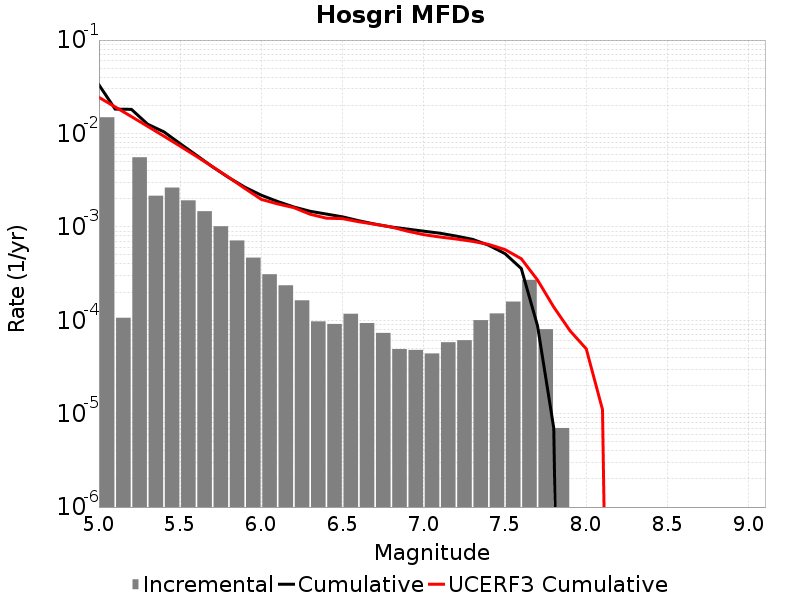 Hosgri MFDs
10-1
10-2
10-3
10-4
10-5
10-6
Rate (1/yr)
5.0 5.5 6.0 6.5 7.0 7.5 8.0 8.5 9.0
Magnitude
Incremental Cumulative UCERF3 Cumulative